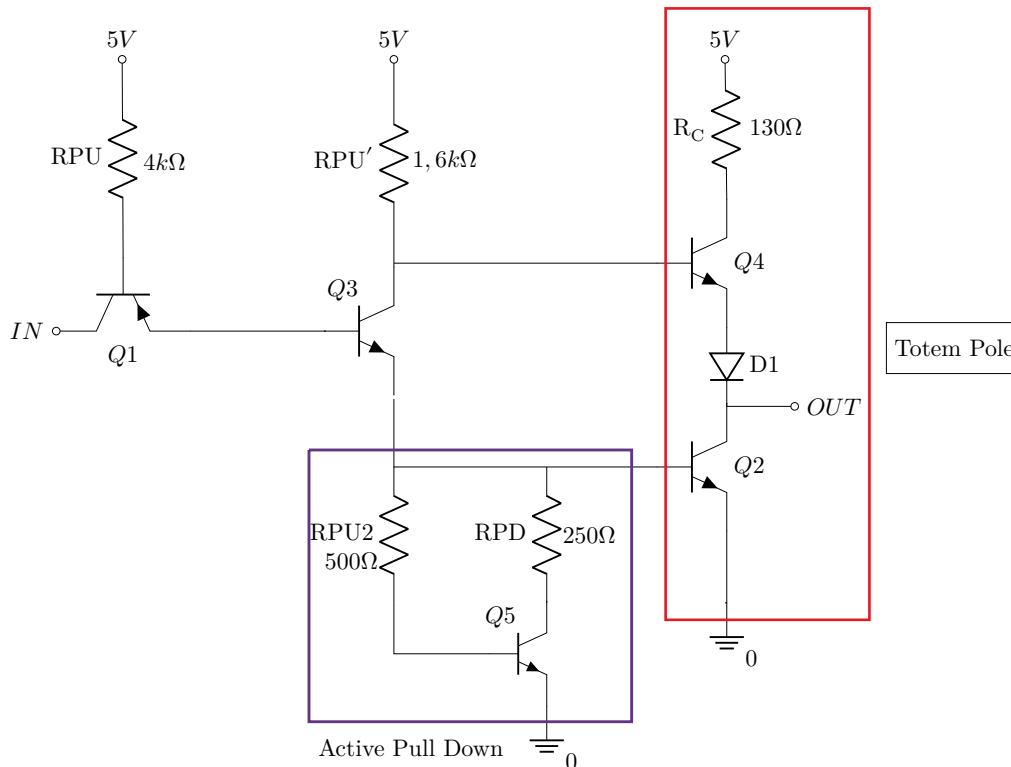 5V
5V
5V
RPU
4kΩ
RPU′
1, 6kΩ
R_C
130Ω
Q3
Q4
IN
Q1
Totem Pole
D1
OUT
Q2
RPU2
500Ω
RPD
250Ω
Q5
0
Active Pull Down
0